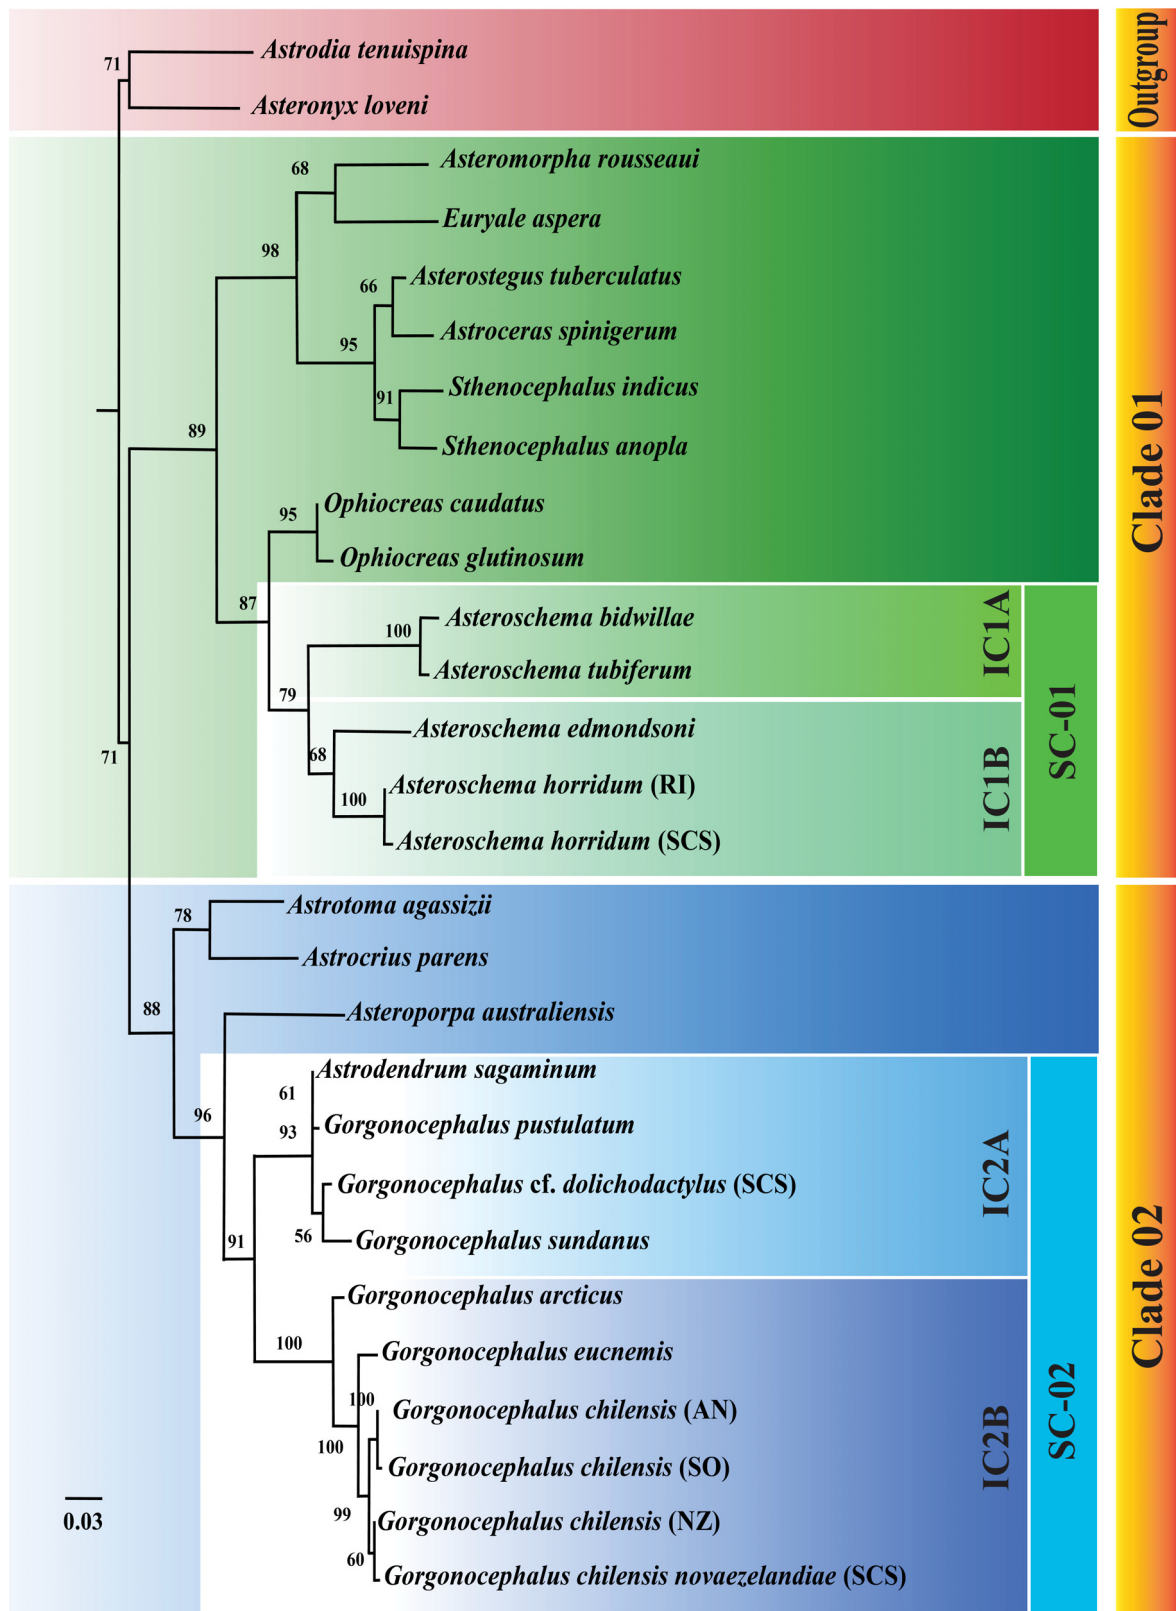 Outgroup
71
Astrodia tenuispina
Asteronyx loveni
Clade 01
68
Asteromorpha rousseaui
Euryale aspera
98
66
Asterostegus tuberculatus
Astroceras spinigerum
95
91
Sthenocephalus indicus
Sthenocephalus anopla
89
95
Ophiocreas caudatus
Ophiocreas glutinosum
87
SC-01
IC1A
100
Asteroschema bidwillae
Asteroschema tubiferum
79
IC1B
Asteroschema edmondsoni
68
71
100
Asteroschema horridum (RI)
Asteroschema horridum (SCS)
Clade 02
78
Astrotoma agassizii
Astrocrius parens
88
Asteroporpa australiensis
96
SC-02
IC2A
Astrodendrum sagaminum
61
93
Gorgonocephalus pustulatum
Gorgonocephalus cf. dolichodactylus (SCS)
56
Gorgonocephalus sundanus
91
IC2B
Gorgonocephalus arcticus
100
Gorgonocephalus eucnemis
100
Gorgonocephalus chilensis (AN)
100
Gorgonocephalus chilensis (SO)
99
Gorgonocephalus chilensis (NZ)
60
Gorgonocephalus chilensis novaezelandiae (SCS)
0.03